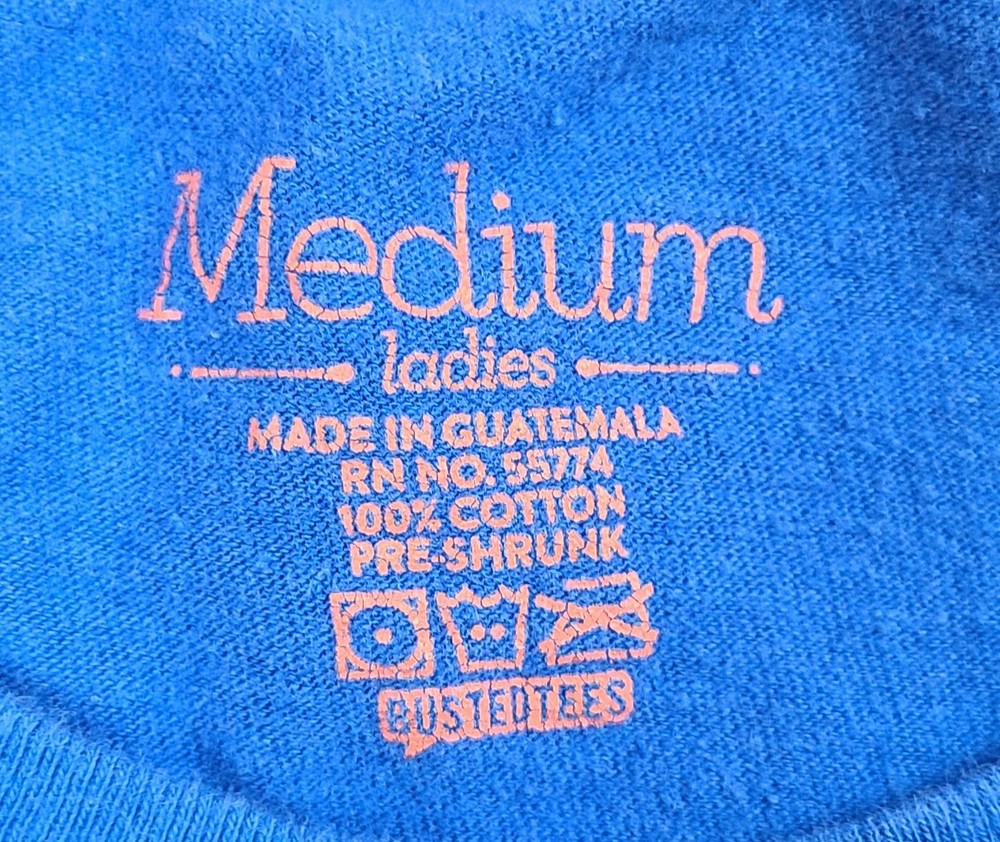 Medium
ladies
MADE IN GUATEMALA
RN NO. 55774
100% COTTON
PRE-SHRUNK
BUSTEDTEES